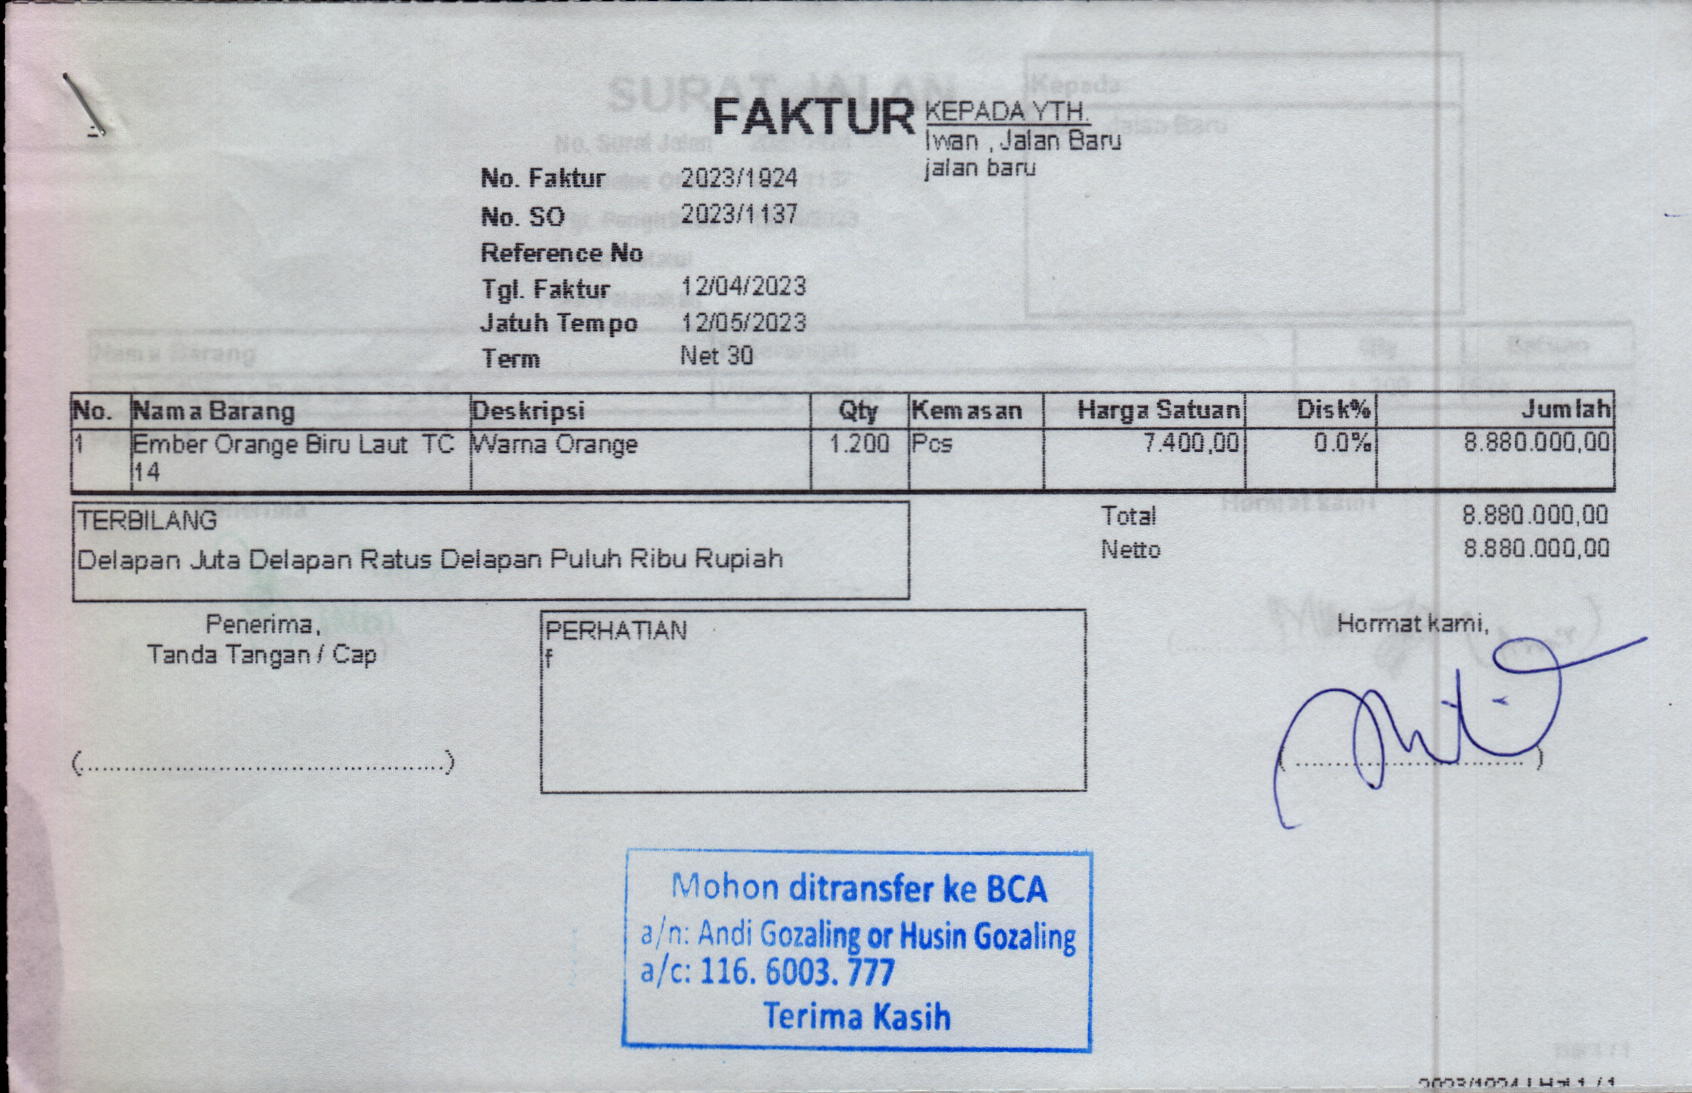 FAKTUR
KEPADA YTH.
Iwan , Jalan Baru
jalan baru
No. Faktur 2023/1924
No. SO 2023/1137
Reference No
Tgl. Faktur 12/04/2023
Jatuh Tempo 12/05/2023
Term Net 30
No. Nama Barang Deskripsi Qty Kemasan Harga Satuan Disk% Jumlah
1 Ember Orange Biru Laut TC Warna Orange 1.200 Pcs 7.400,00 0.0% 8.880.000,00
14
TERBILANG
Delapan Juta Delapan Ratus Delapan Puluh Ribu Rupiah
Total 8.880.000,00
Netto 8.880.000,00
Penerima,
Tanda Tangan / Cap
(...............................................)
PERHATIAN
f
Hormat kami,
(.............................)
Mohon ditransfer ke BCA
a/n: Andi Gozaling or Husin Gozaling
a/c: 116. 6003. 777
Terima Kasih
2023/1924 | Hal 1 / 1